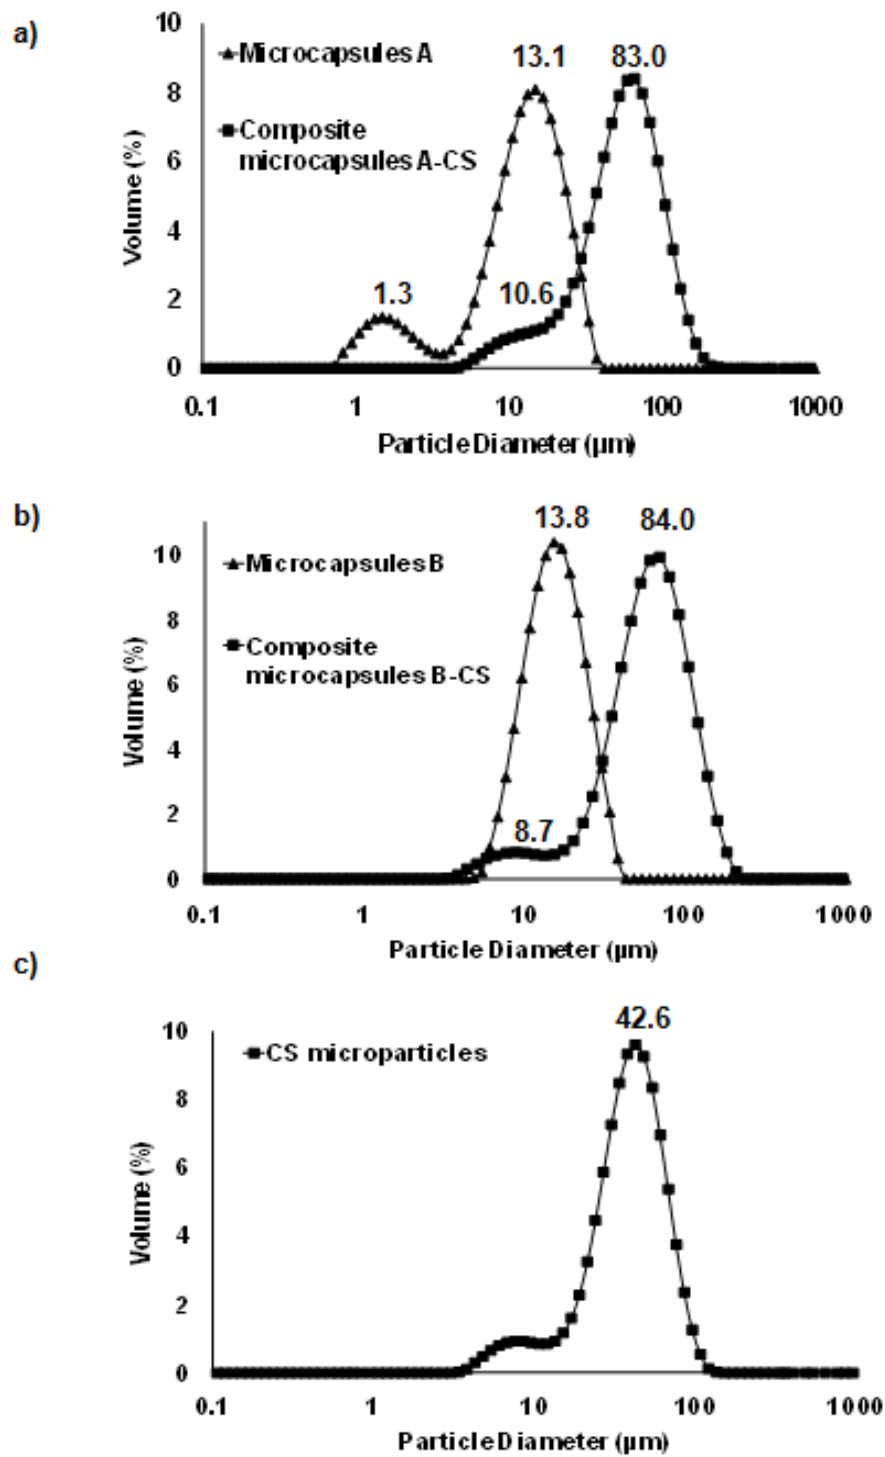 a)
10
8
6
4
2
0
Volume (%)
Microcapsules A
Composite
microcapsules A-CS
13.1
83.0
1.3
10.6
0.1 1 10 100 1000
Particle Diameter (µm)
b)
10
8
6
4
2
0
Volume (%)
Microcapsules B
Composite
microcapsules B-CS
13.8
84.0
8.7
0.1 1 10 100 1000
Particle Diameter (µm)
c)
10
8
6
4
2
0
Volume (%)
CS microparticles
42.6
0.1 1 10 100 1000
Particle Diameter (µm)